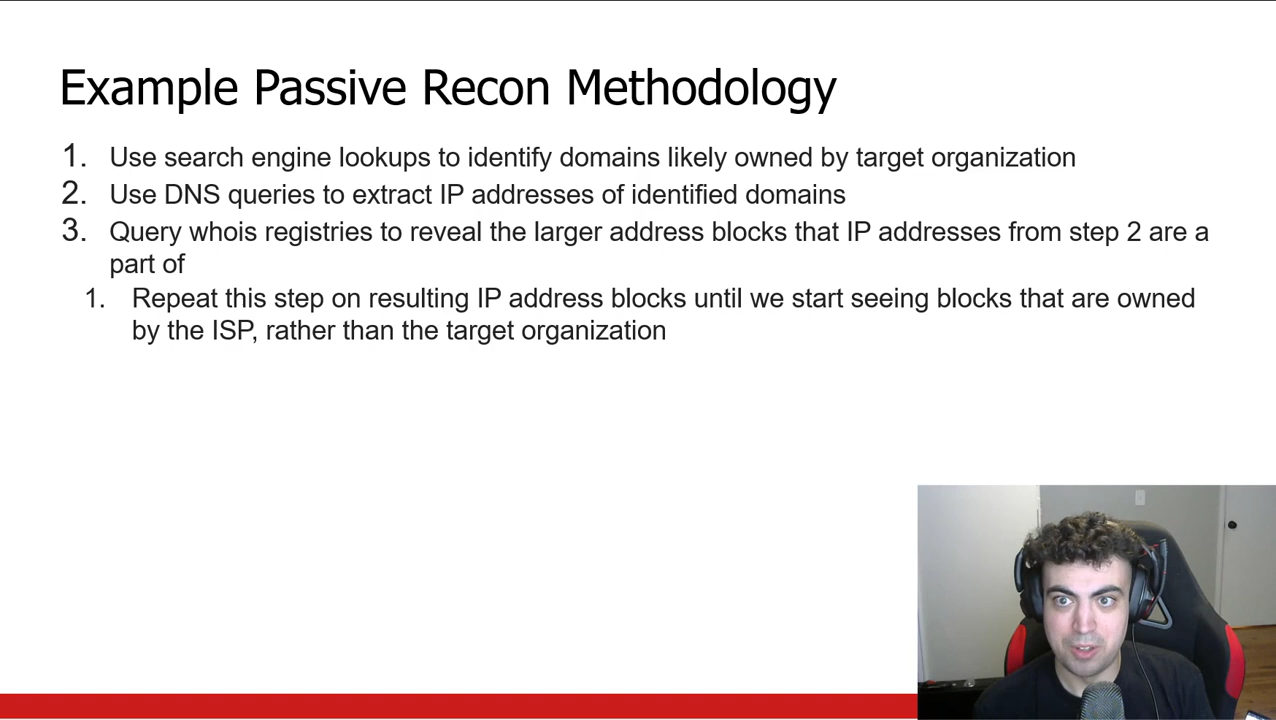 Example Passive Recon Methodology
1. Use search engine lookups to identify domains likely owned by target organization
2. Use DNS queries to extract IP addresses of identified domains
3. Query whois registries to reveal the larger address blocks that IP addresses from step 2 are a
part of
1. Repeat this step on resulting IP address blocks until we start seeing blocks that are owned
by the ISP, rather than the target organization